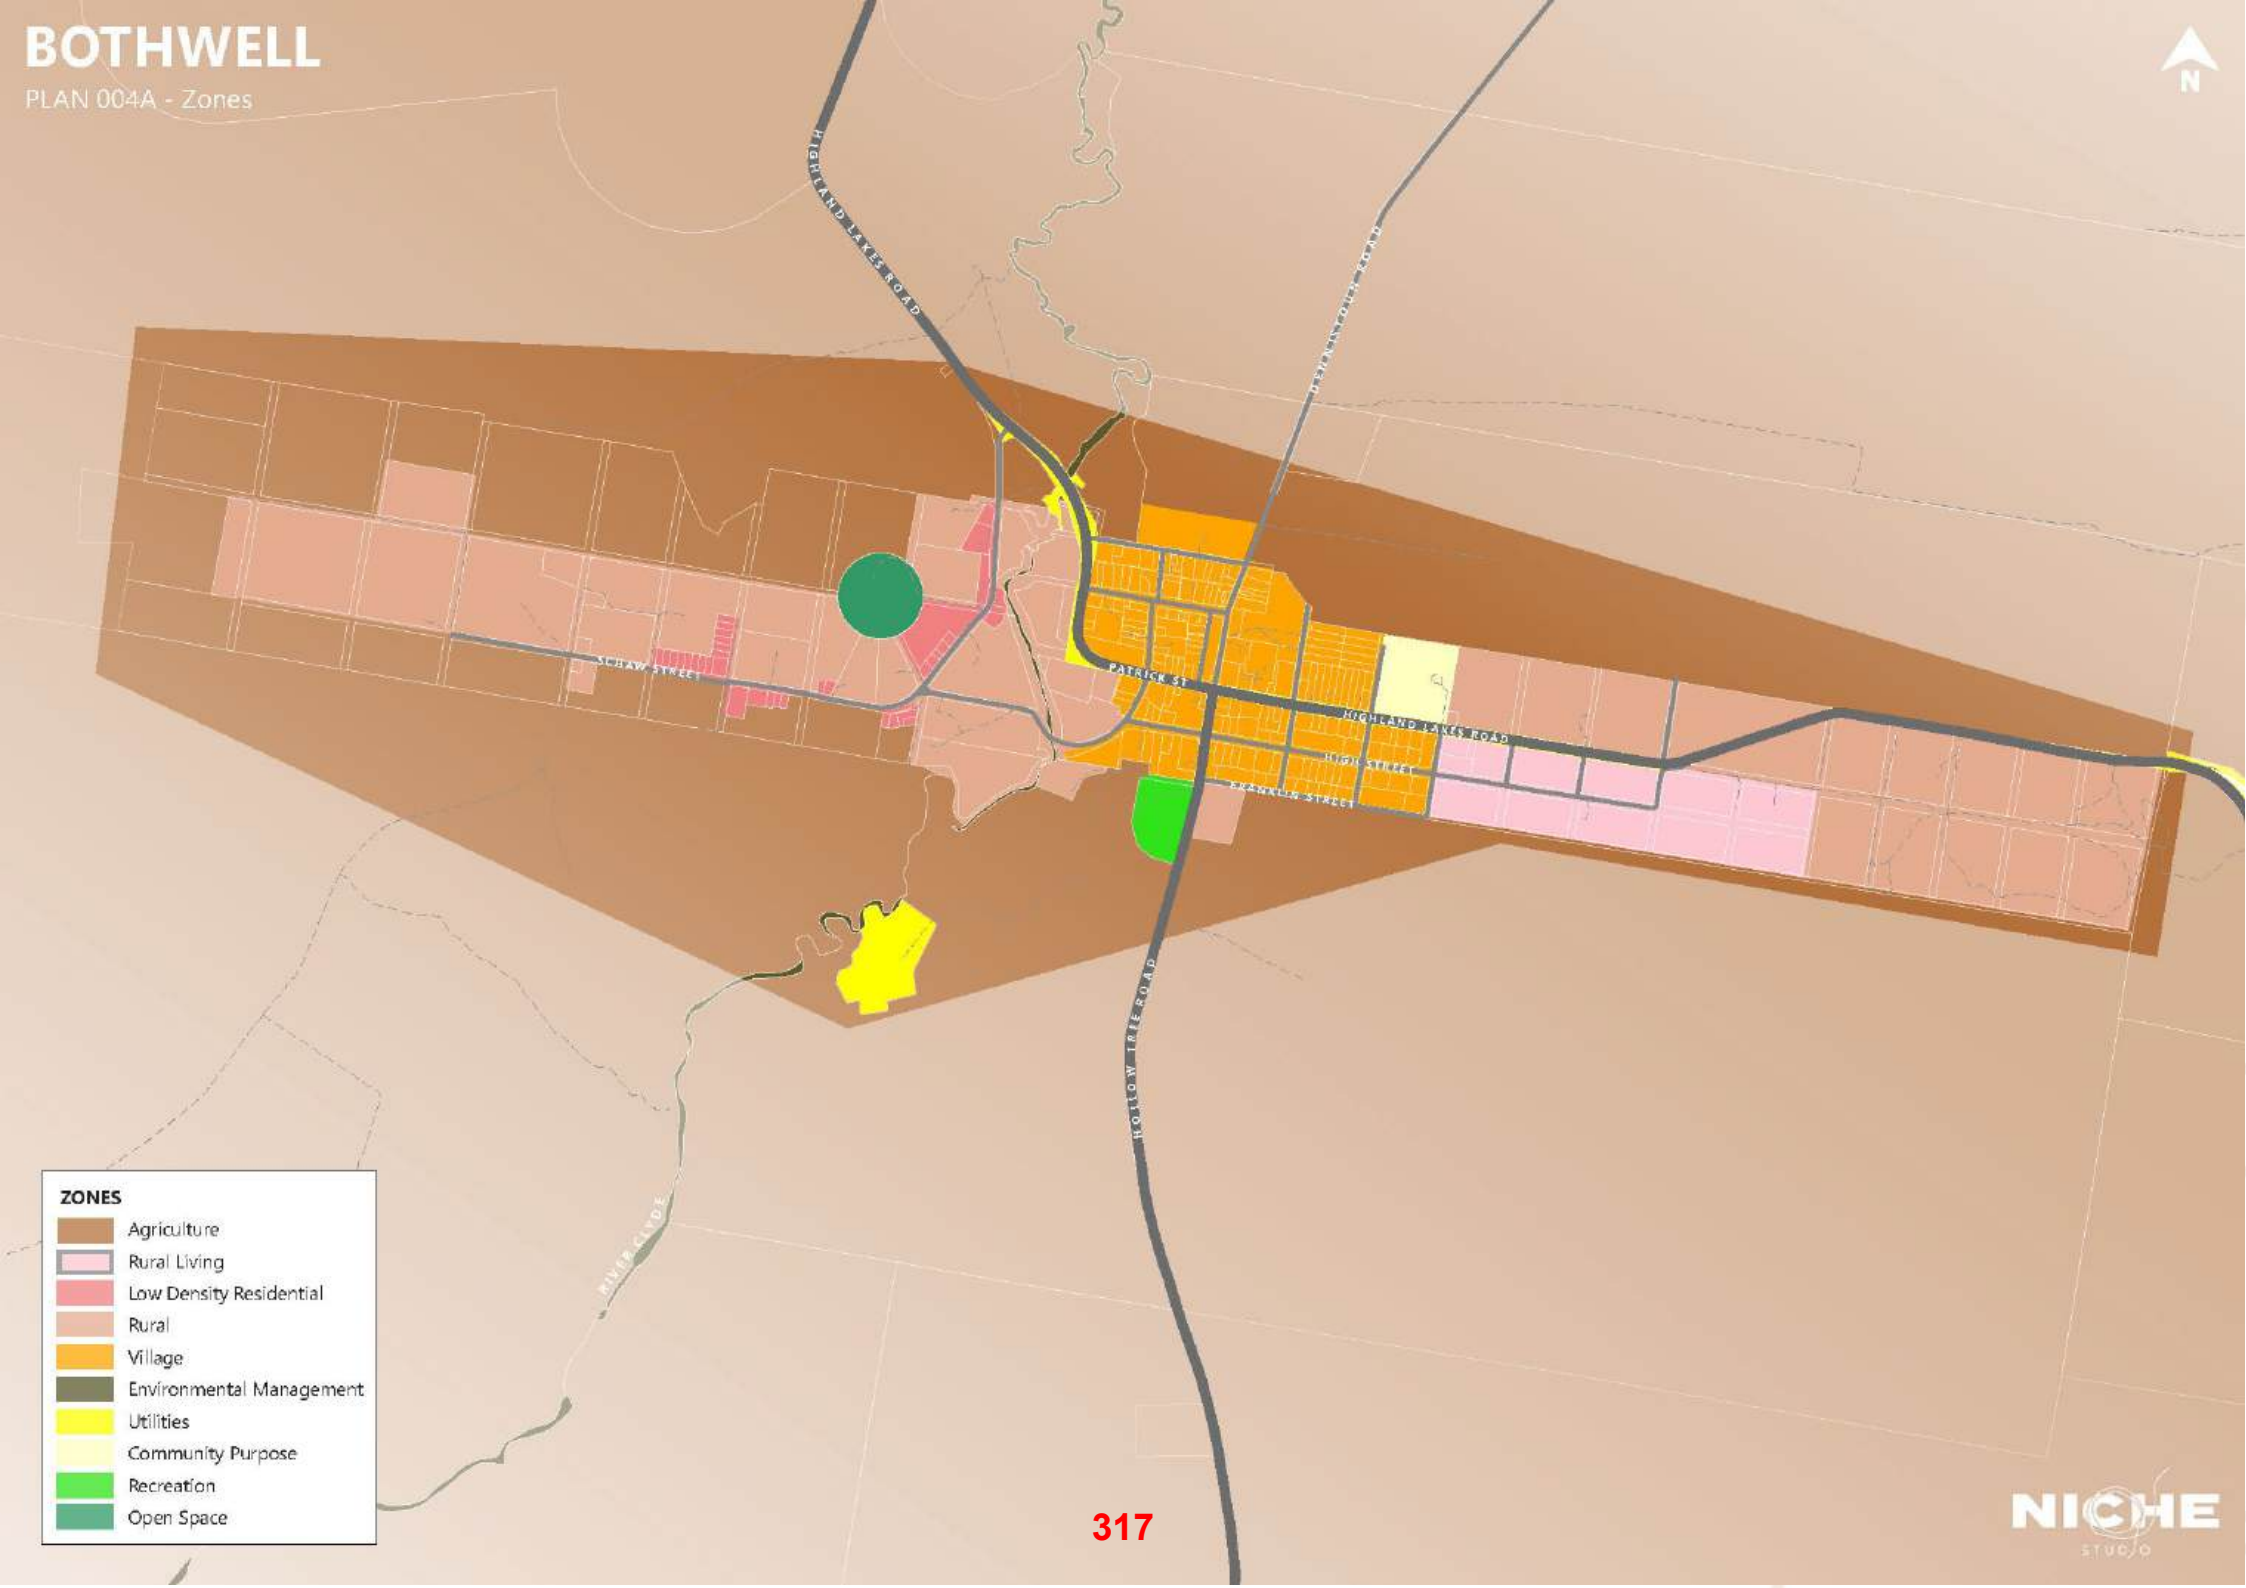 BOTHWELL
PLAN 004A - Zones
N
HIGHLAND LAKES ROAD
DENNISTOUN ROAD
SCHAW STREET
PATRICK ST
HIGHLAND LAKES ROAD
HIGH STREET
FRANKLIN STREET
HOLLOW TREE ROAD
RIVER CLYDE
ZONES
Agriculture
Rural Living
Low Density Residential
Rural
Village
Environmental Management
Utilities
Community Purpose
Recreation
Open Space
317
NICHE
STUDIO